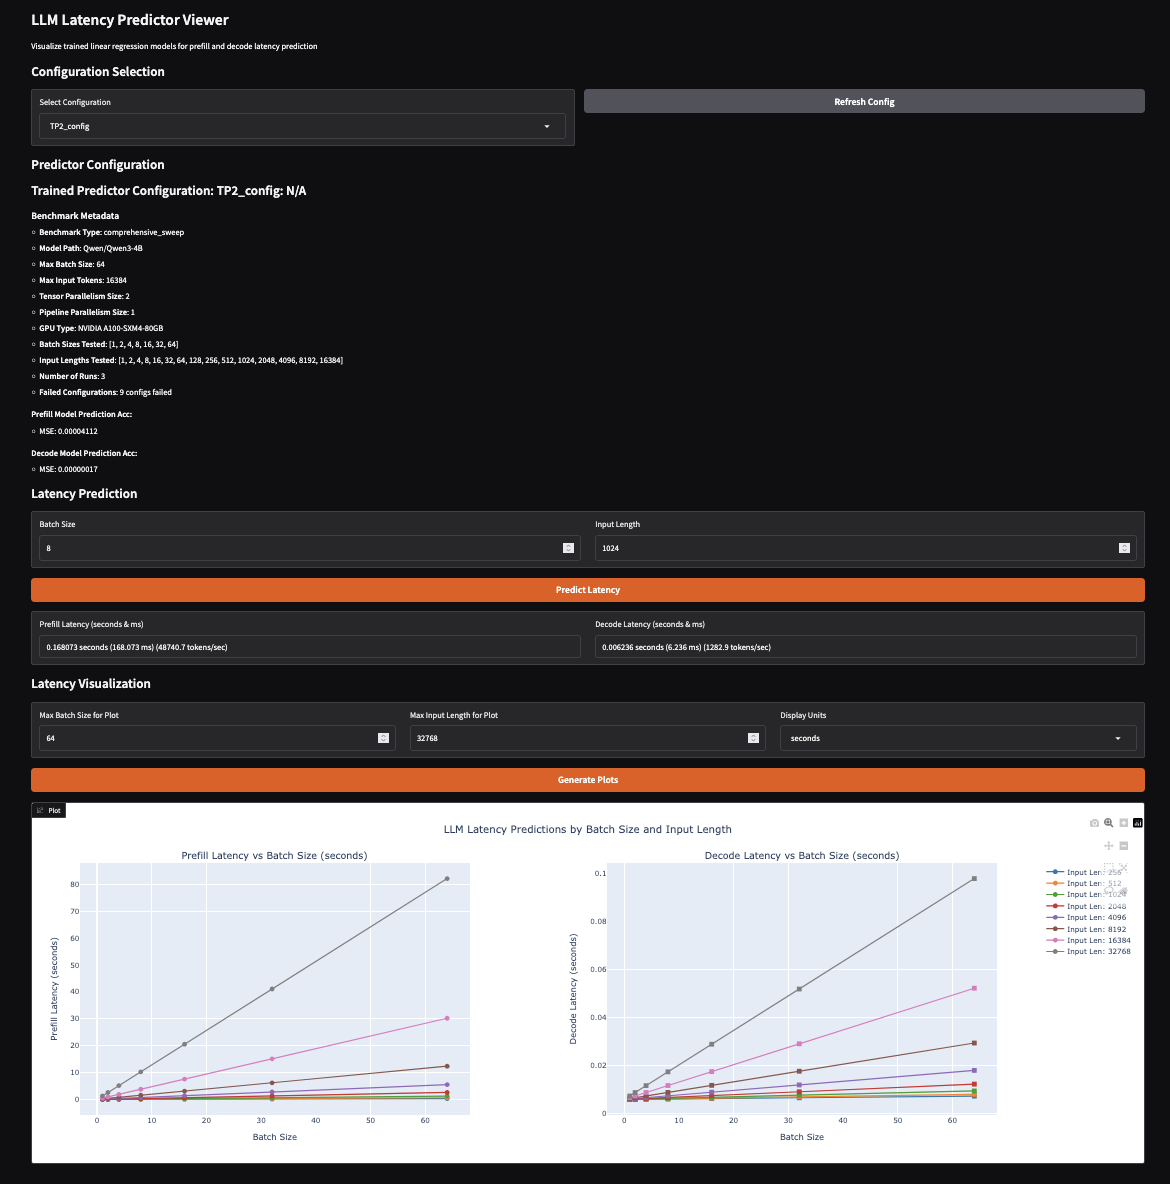 LLM Latency Predictor Viewer
Visualize trained linear regression models for prefill and decode latency prediction
Configuration Selection
Select Configuration
TP2_config
Refresh Config
Predictor Configuration
Trained Predictor Configuration: TP2_config: N/A
Benchmark Metadata
Benchmark Type: comprehensive_sweep
Model Path: Qwen/Qwen3-4B
Max Batch Size: 64
Max Input Tokens: 16384
Tensor Parallelism Size: 2
Pipeline Parallelism Size: 1
GPU Type: NVIDIA A100-SXM4-80GB
Batch Sizes Tested: [1, 2, 4, 8, 16, 32, 64]
Input Lengths Tested: [1, 2, 4, 8, 16, 32, 64, 128, 256, 512, 1024, 2048, 4096, 8192, 16384]
Number of Runs: 3
Failed Configurations: 9 configs failed
Prefill Model Prediction Acc:
MSE: 0.00004112
Decode Model Prediction Acc:
MSE: 0.00000017
Latency Prediction
Batch Size
8
Input Length
1024
Predict Latency
Prefill Latency (seconds & ms)
0.168073 seconds (168.073 ms) (48740.7 tokens/sec)
Decode Latency (seconds & ms)
0.006236 seconds (6.236 ms) (1282.9 tokens/sec)
Latency Visualization
Max Batch Size for Plot
64
Max Input Length for Plot
32768
Display Units
seconds
Generate Plots
Plot
LLM Latency Predictions by Batch Size and Input Length
Prefill Latency vs Batch Size (seconds)
Prefill Latency (seconds)
80
70
60
50
40
30
20
10
0
0
10
20
30
40
50
60
Batch Size
Decode Latency vs Batch Size (seconds)
Decode Latency (seconds)
0.1
0.08
0.06
0.04
0.02
0
0
10
20
30
40
50
60
Batch Size
Input Len: 256
Input Len: 512
Input Len: 1024
Input Len: 2048
Input Len: 4096
Input Len: 8192
Input Len: 16384
Input Len: 32768